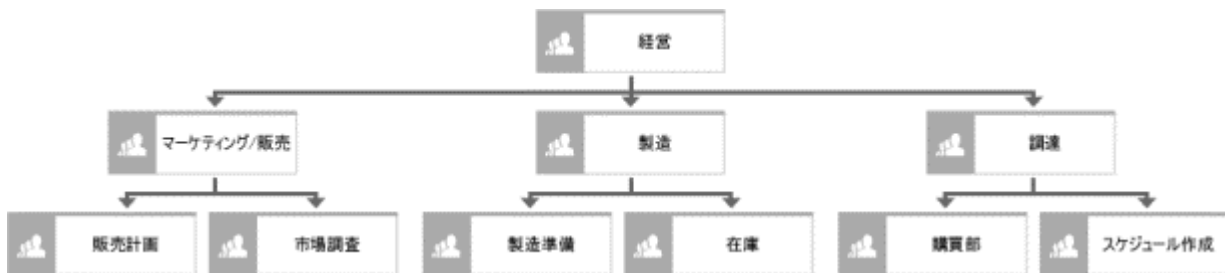 経営
マーケティング/販売
製造
調達
販売計画
市場調査
製造準備
在庫
購買部
スケジュール作成